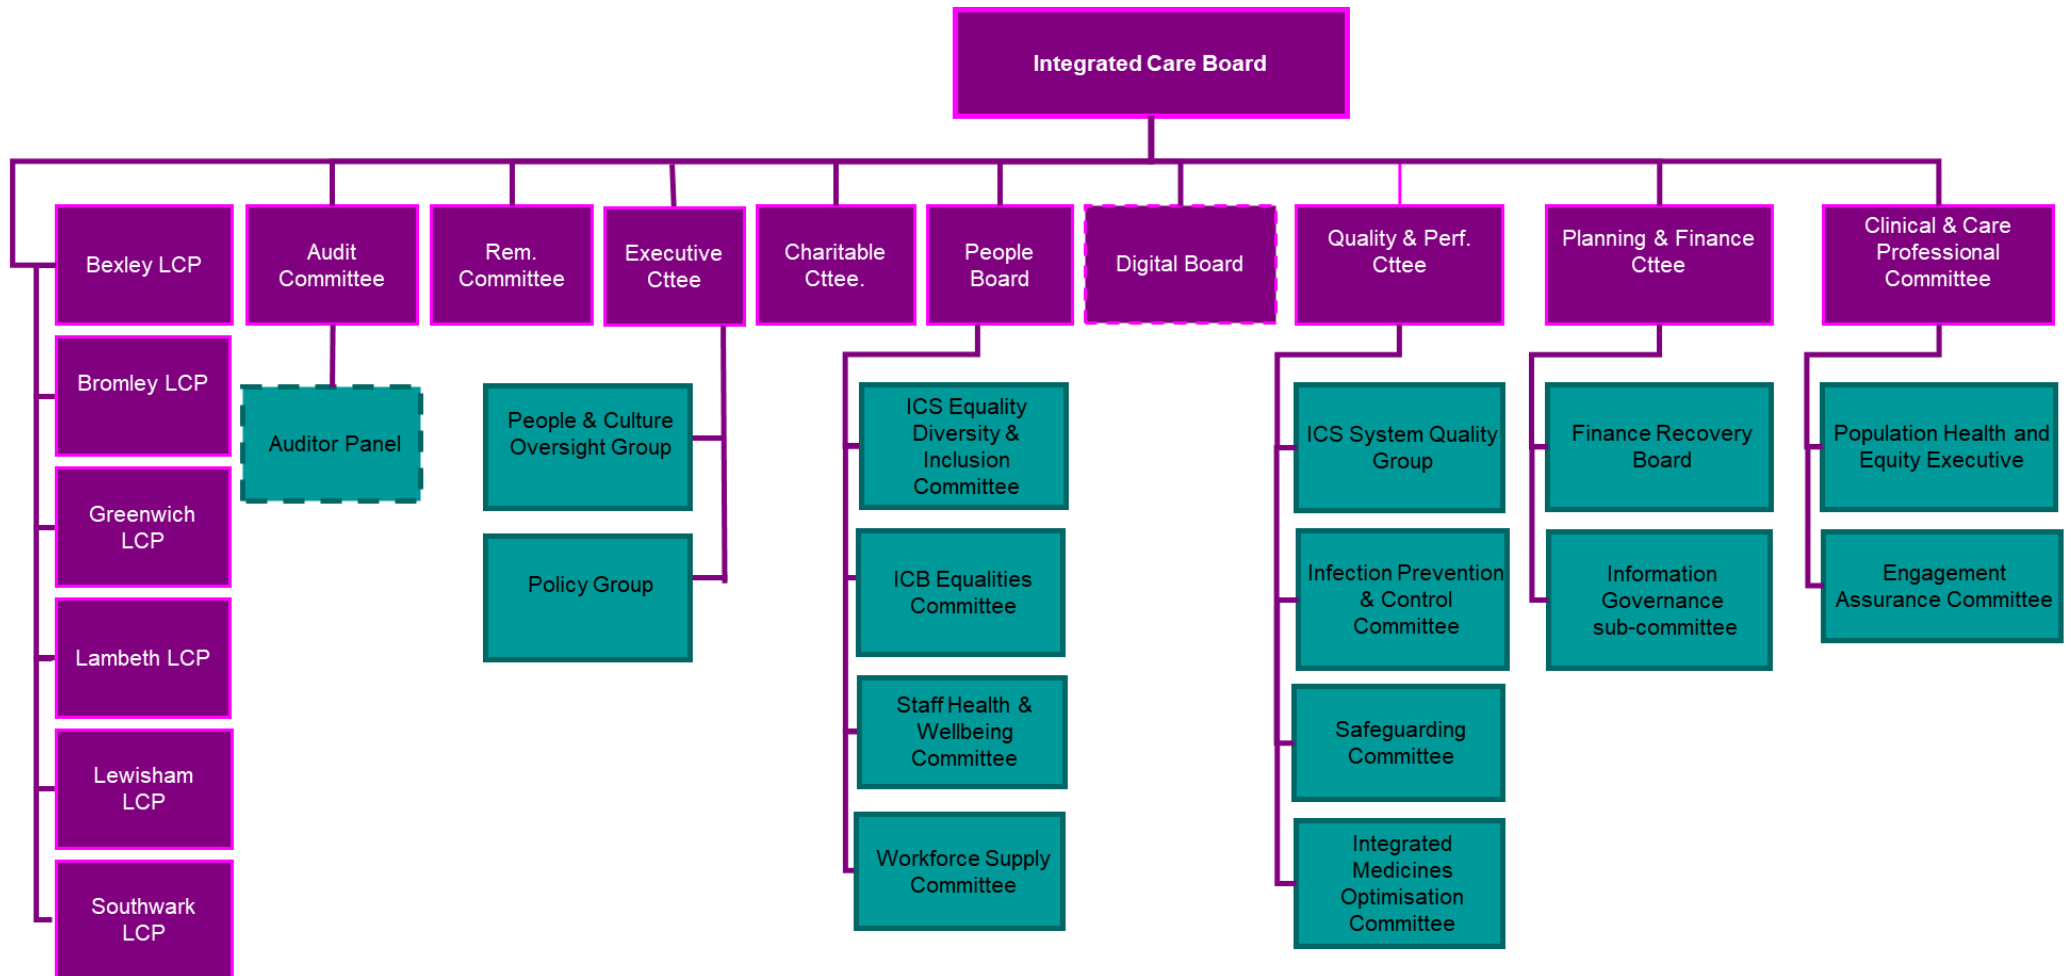 Integrated Care Board
Bexley LCP
Audit
Committee
Rem.
Committee
Executive
Cttee
Charitable
Cttee.
People
Board
Digital Board
Quality & Perf.
Cttee
Planning & Finance
Cttee
Clinical & Care
Professional
Committee
Bromley LCP
Greenwich
LCP
Lambeth LCP
Lewisham
LCP
Southwark
LCP
Auditor Panel
People & Culture
Oversight Group
Policy Group
ICS Equality
Diversity &
Inclusion
Committee
ICB Equalities
Committee
Staff Health &
Wellbeing
Committee
Workforce Supply
Committee
ICS System Quality
Group
Infection Prevention
& Control
Committee
Safeguarding
Committee
Integrated
Medicines
Optimisation
Committee
Finance Recovery
Board
Information
Governance
sub-committee
Population Health and
Equity Executive
Engagement
Assurance Committee